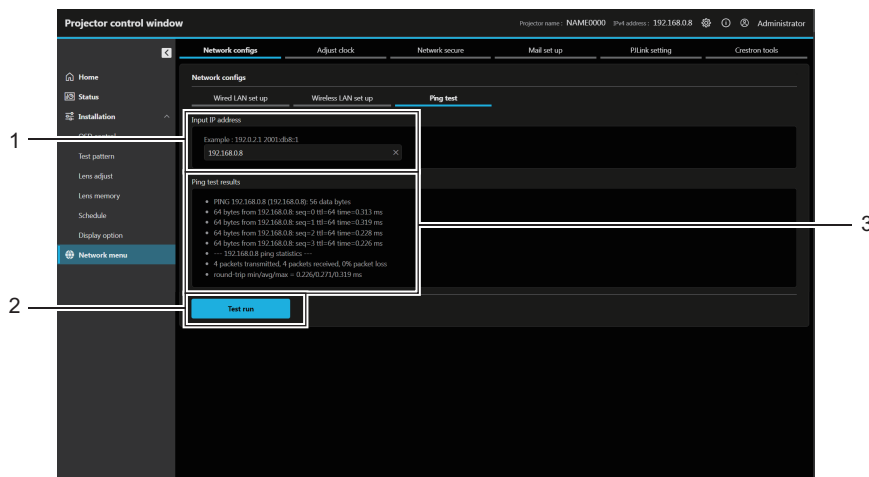 Projector control window
Projector name : NAME0000 IPv4 address : 192.168.0.8 Administrator
Network configs Adjust clock Network secure Mail set up PJLink setting Crestron tools
Home
Status
Installation
Test pattern
Lens adjust
Lens memory
Schedule
Display option
Network menu
Network configs
Wired LAN set up Wireless LAN set up Ping test
1
Input IP address
Example : 192.0.2.1 2001:db8::1
192.168.0.8
Ping test results
• PING 192.168.0.8 (192.168.0.8): 56 data bytes
• 64 bytes from 192.168.0.8: seq=0 ttl=64 time=0.313 ms
• 64 bytes from 192.168.0.8: seq=1 ttl=64 time=0.319 ms
• 64 bytes from 192.168.0.8: seq=2 ttl=64 time=0.228 ms
• 64 bytes from 192.168.0.8: seq=3 ttl=64 time=0.226 ms
• --- 192.168.0.8 ping statistics ---
• 4 packets transmitted, 4 packets received, 0% packet loss
• round-trip min/avg/max = 0.226/0.271/0.319 ms
3
2
Test run